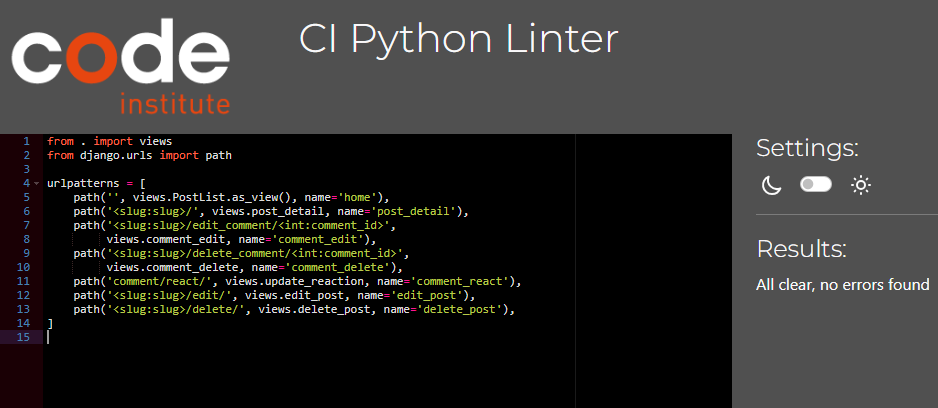 code
institute
CI Python Linter
1 from . import views
2 from django.urls import path
3
4 urlpatterns = [
5     path('', views.PostList.as_view(), name='home'),
6     path('<slug:slug>/', views.post_detail, name='post_detail'),
7     path('<slug:slug>/edit_comment/<int:comment_id>',
8          views.comment_edit, name='comment_edit'),
9     path('<slug:slug>/delete_comment/<int:comment_id>',
10          views.comment_delete, name='comment_delete'),
11     path('comment/react/', views.update_reaction, name='comment_react'),
12     path('<slug:slug>/edit/', views.edit_post, name='edit_post'),
13     path('<slug:slug>/delete/', views.delete_post, name='delete_post'),
14 ]
15
Settings:
Results:
All clear, no errors found